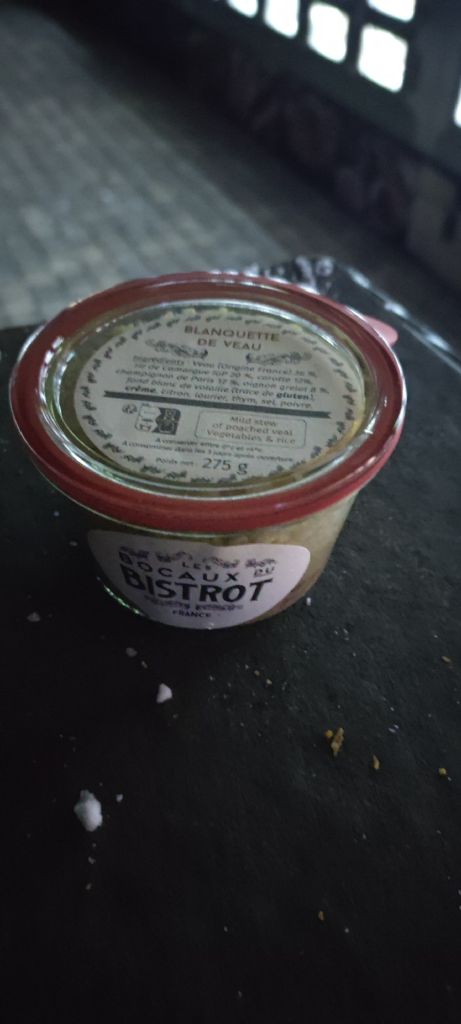 BLANQUETTE
DE VEAU
Ingrédients : Veau (Origine France) 36 %,
riz de Camargue IGP 20 %, carotte 12%,
champignon de Paris 12 %, oignon grelot 8 %,
fond blanc de volaille (trace de gluten),
crème, citron, laurier, thym, sel, poivre.
Mild stew
of poached veal
Vegetables & rice
A conserver entre 0°c et +4°c.
A consommer dans les 3 jours après ouverture.
Poids net : 275 g
LES
BOCAUX DU
BISTROT
FRANCE